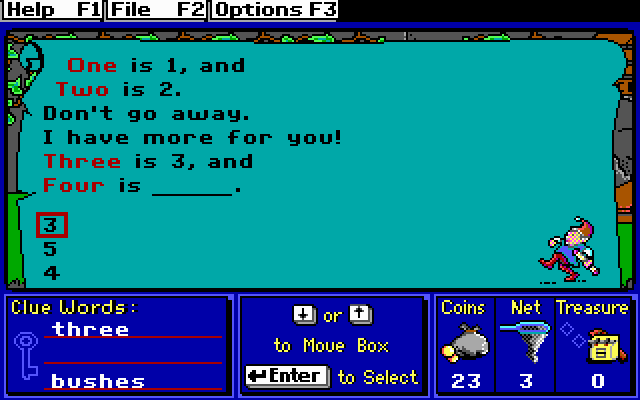 Help F1 File F2 Options F3
One is 1, and
Two is 2.
Don't go away.
I have more for you!
Three is 3, and
Four is ______.
3
5
4
Clue Words:
three
bushes
↓ or ↑
to Move Box
↵Enter to Select
Coins Net Treasure
23 3 0